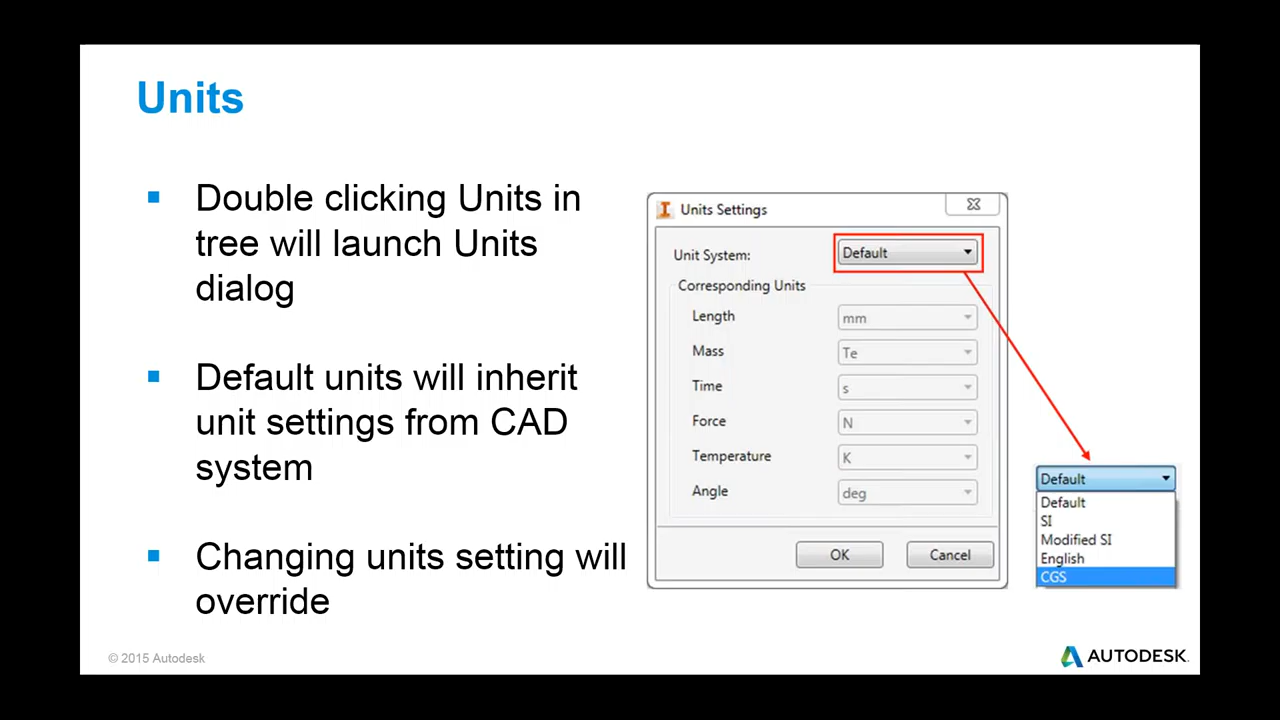 Units
Double clicking Units in
tree will launch Units
dialog
Default units will inherit
unit settings from CAD
system
Changing units setting will
override
Units Settings
Unit System: Default
Corresponding Units
Length mm
Mass Te
Time s
Force N
Temperature K
Angle deg
OK Cancel
Default
Default
SI
Modified SI
English
CGS
© 2015 Autodesk
AUTODESK.